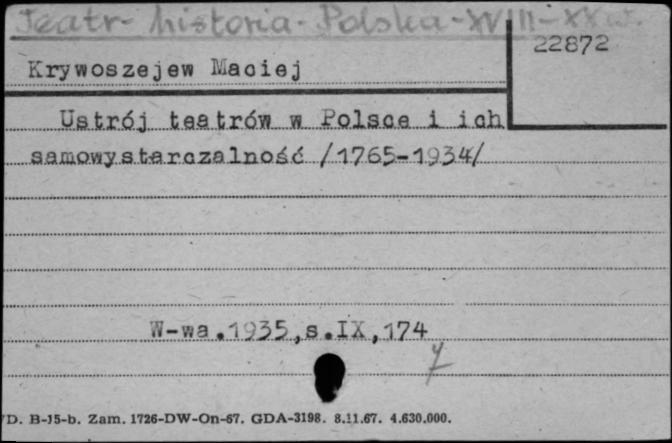 Teatr - historia - Polska - XVIII-XX w.
22872
Krywoszejew Maciej
Ustrój teatrów w Polsce i ich
samowystarczalność /1765-1934/
W-wa.1935,s.IX,174
D. B-15-b. Zam. 1726-DW-On-67. GDA-3198. 8.11.67. 4.630.000.